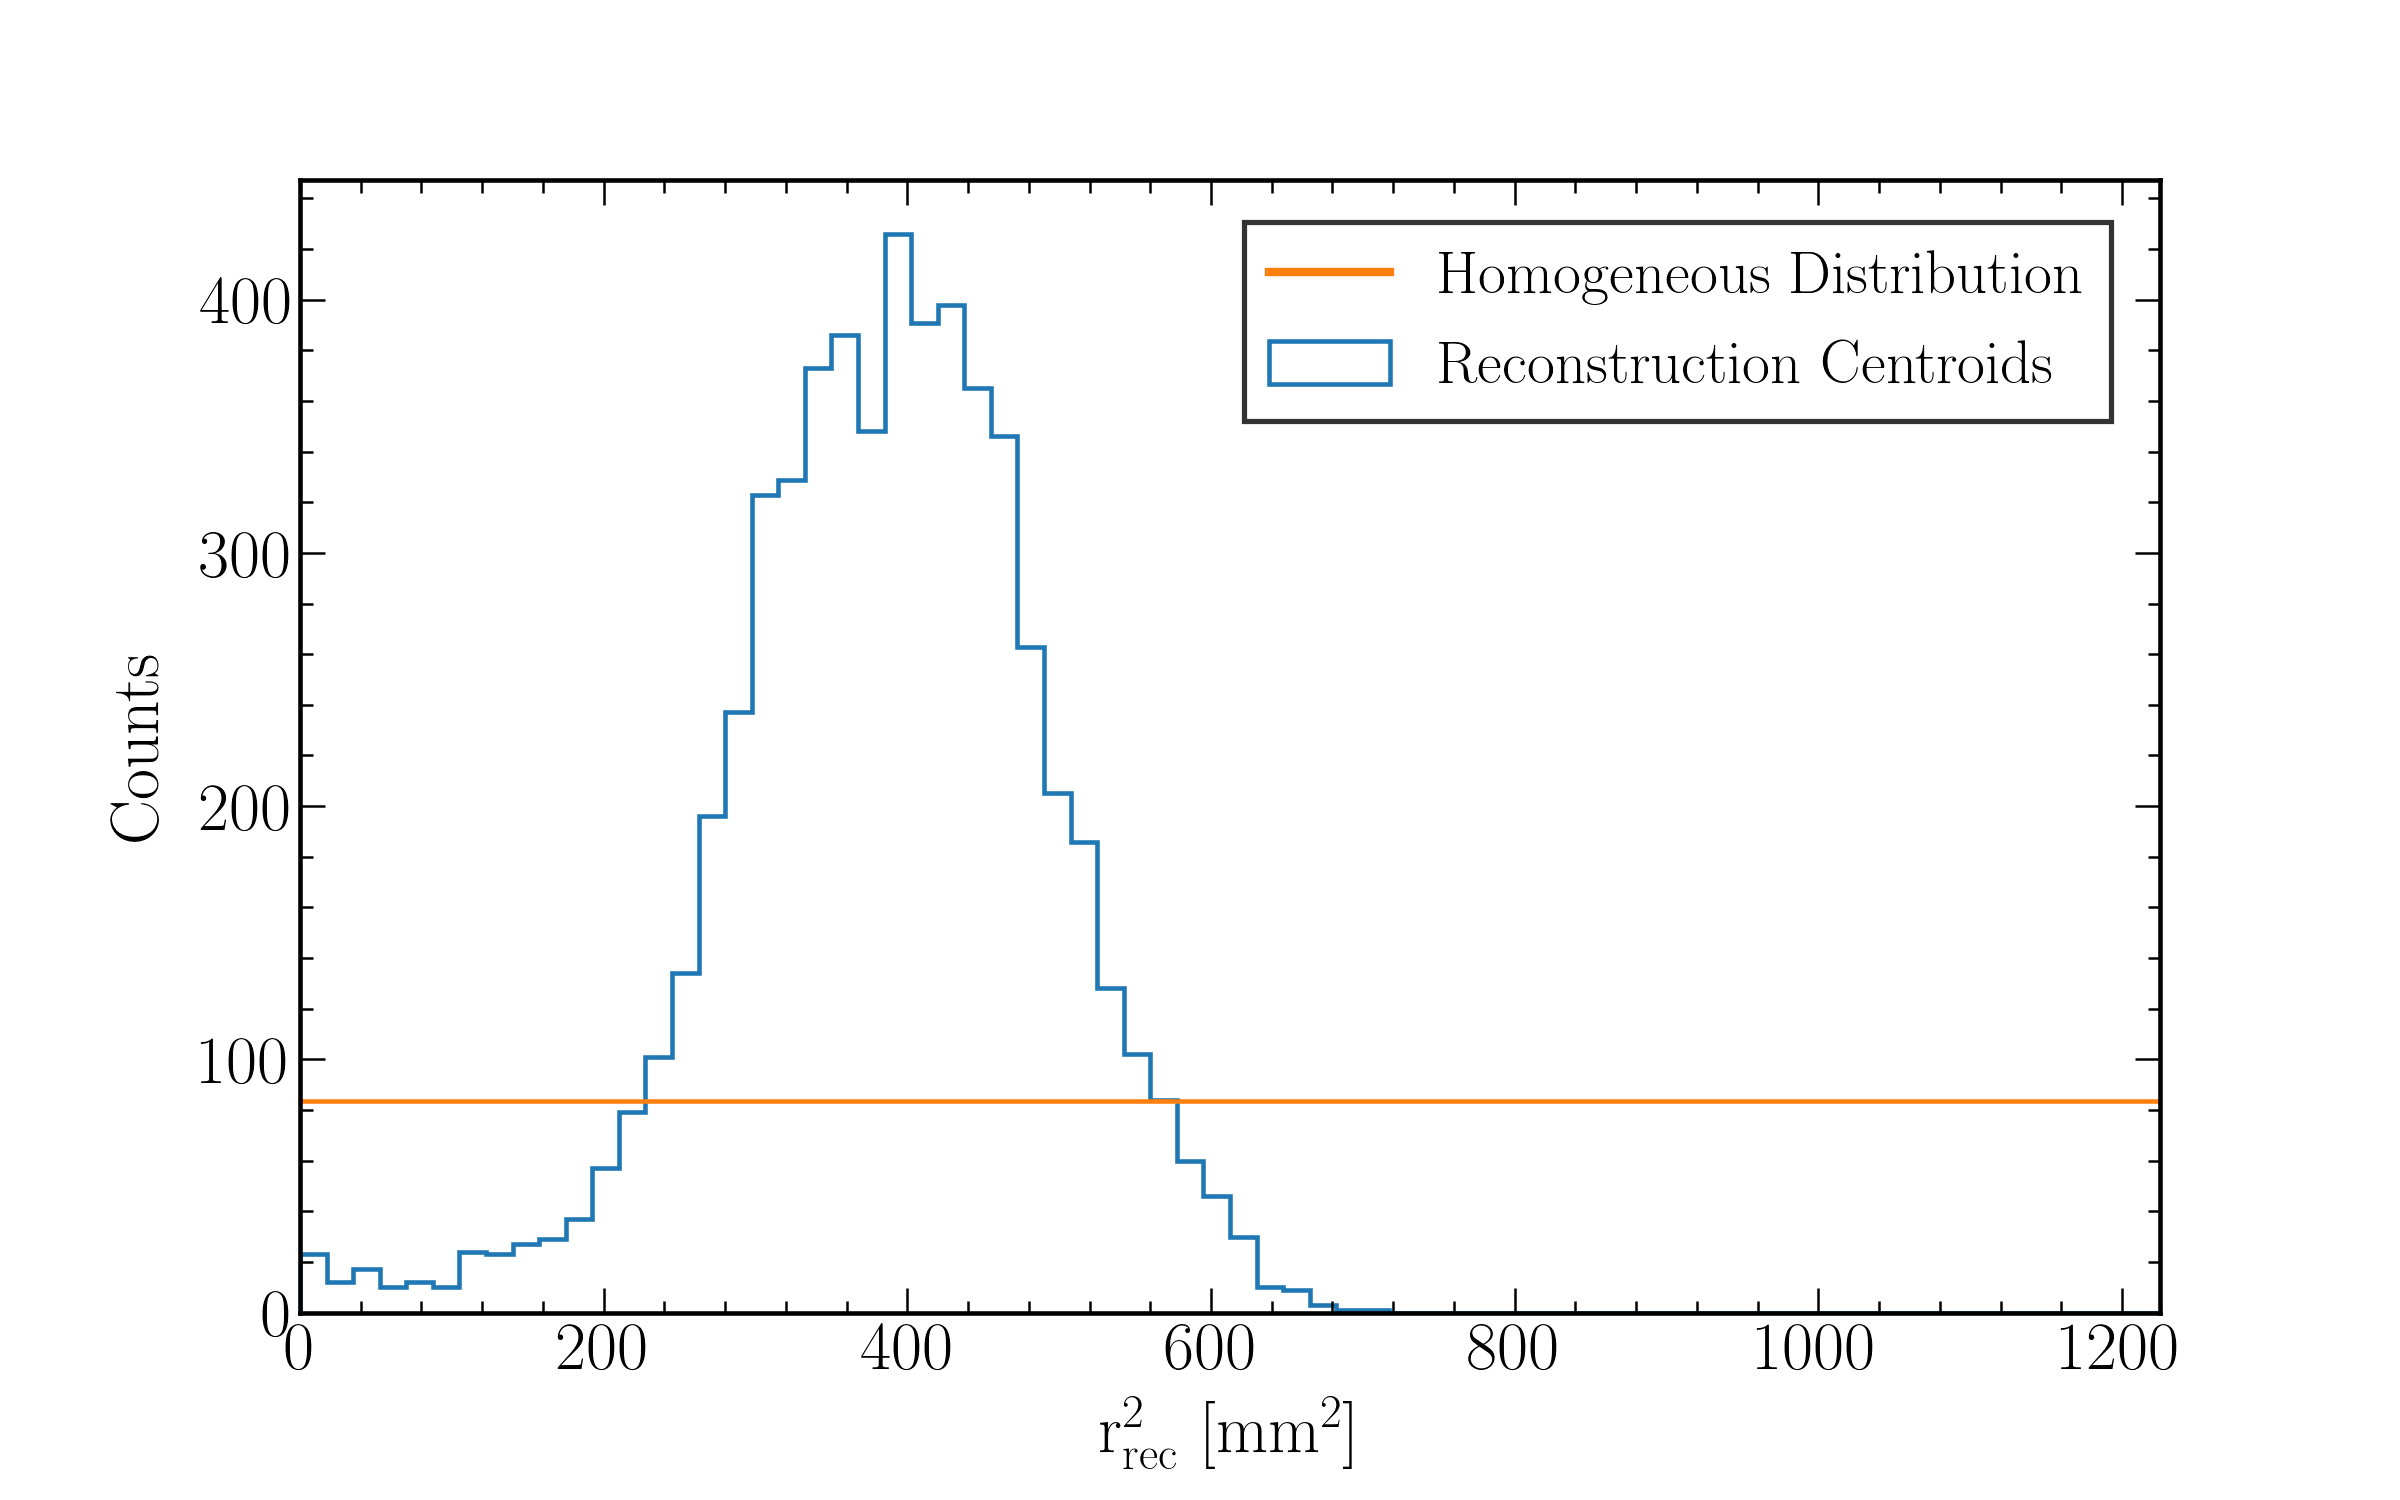 Homogeneous Distribution
Reconstruction Centroids
400
300
200
100
0
Counts
0 200 400 600 800 1000 1200
r²rec [mm²]